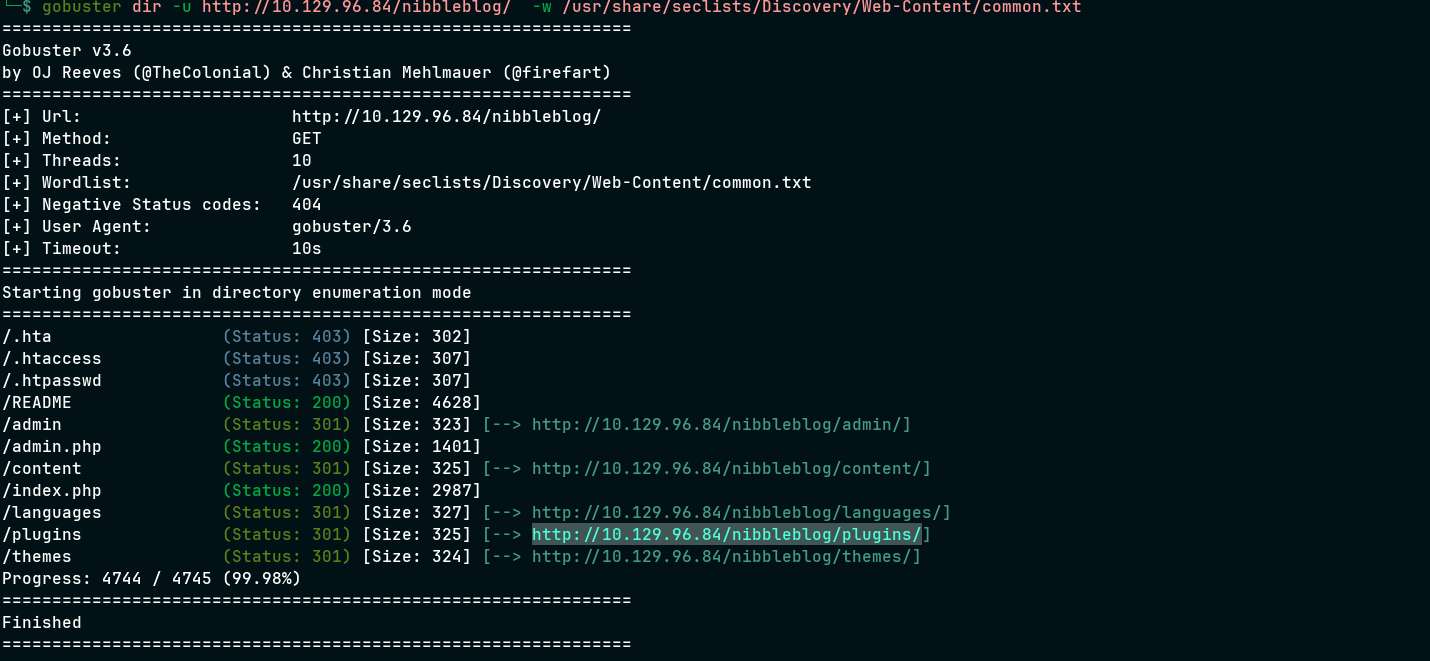 └─$ gobuster dir -u http://10.129.96.84/nibbleblog/  -w /usr/share/seclists/Discovery/Web-Content/common.txt
===============================================================
Gobuster v3.6
by OJ Reeves (@TheColonial) & Christian Mehlmauer (@firefart)
===============================================================
[+] Url:                     http://10.129.96.84/nibbleblog/
[+] Method:                  GET
[+] Threads:                 10
[+] Wordlist:                /usr/share/seclists/Discovery/Web-Content/common.txt
[+] Negative Status codes:   404
[+] User Agent:              gobuster/3.6
[+] Timeout:                 10s
===============================================================
Starting gobuster in directory enumeration mode
===============================================================
/.hta                 (Status: 403) [Size: 302]
/.htaccess            (Status: 403) [Size: 307]
/.htpasswd            (Status: 403) [Size: 307]
/README               (Status: 200) [Size: 4628]
/admin                (Status: 301) [Size: 323] [--> http://10.129.96.84/nibbleblog/admin/]
/admin.php            (Status: 200) [Size: 1401]
/content              (Status: 301) [Size: 325] [--> http://10.129.96.84/nibbleblog/content/]
/index.php            (Status: 200) [Size: 2987]
/languages            (Status: 301) [Size: 327] [--> http://10.129.96.84/nibbleblog/languages/]
/plugins              (Status: 301) [Size: 325] [--> http://10.129.96.84/nibbleblog/plugins/]
/themes               (Status: 301) [Size: 324] [--> http://10.129.96.84/nibbleblog/themes/]
Progress: 4744 / 4745 (99.98%)
===============================================================
Finished
===============================================================